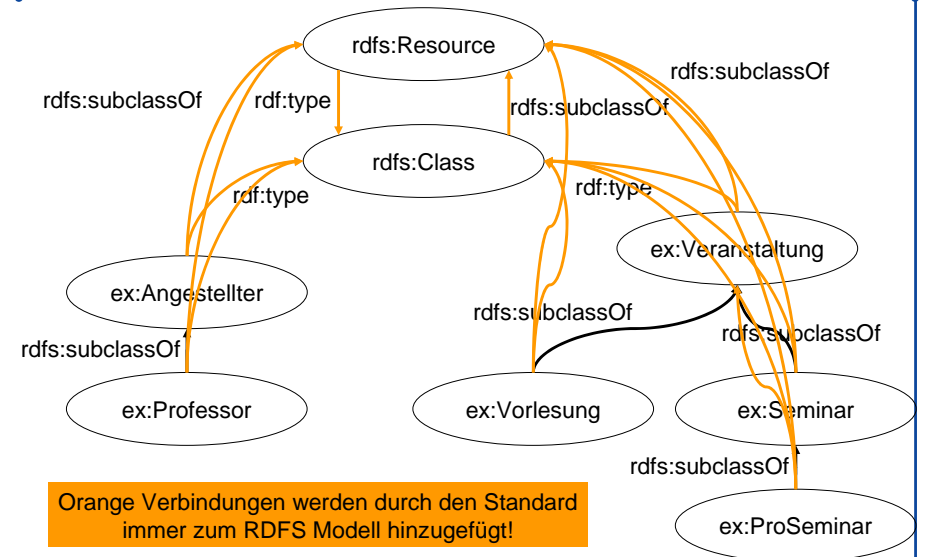 rdfs:Resource
rdfs:subclassOf
rdfs:subclassOf
rdf:type
rdfs:subclassOf
rdfs:Class
rdf:type
rdf:type
ex:Veranstaltung
ex:Angestellter
rdfs:subclassOf
rdfs:subclassOf
rdfs:subclassOf
ex:Professor
ex:Vorlesung
ex:Seminar
rdfs:subclassOf
Orange Verbindungen werden durch den Standard
immer zum RDFS Modell hinzugefügt!
ex:ProSeminar